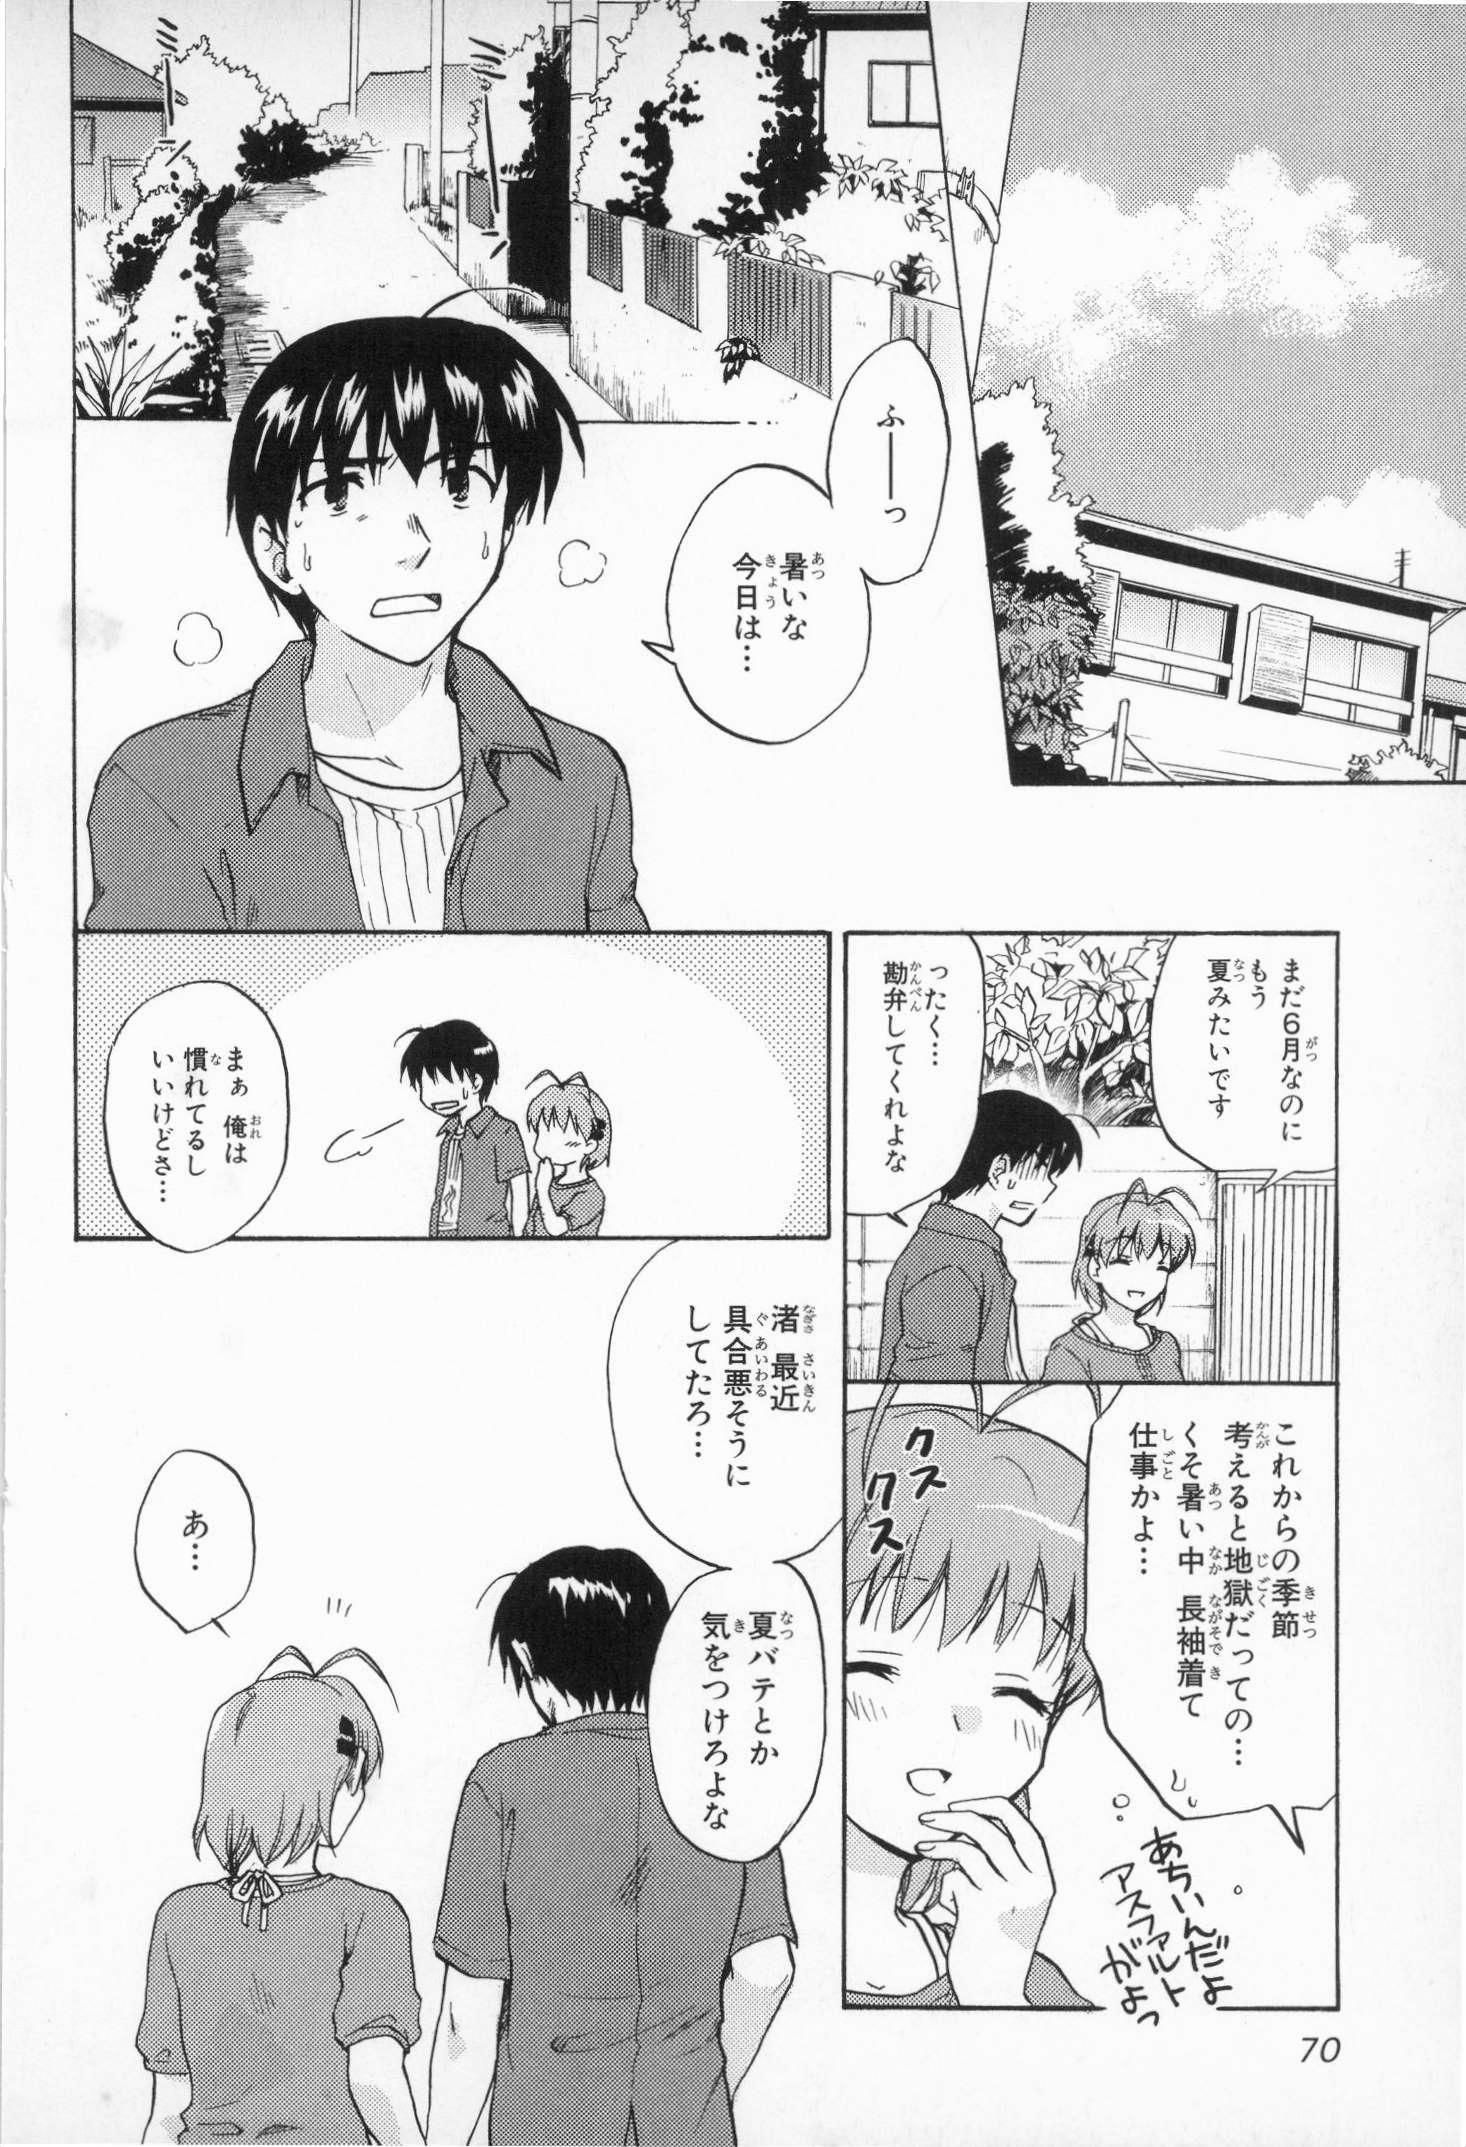 ふーーっ
暑いな
今日は…
まだ6月なのに
もう
夏みたいです
ったく…
勘弁してくれよな
これからの季節
考えると地獄だっての…
くそ暑い中 長袖着て
仕事かよ…
クス
クス
あちいんだよ
アスファルト
がよっ
まぁ 俺は
慣れてるし
いいけどさ…
渚 最近
具合悪そうに
してたろ…
夏バテとか
気をつけろよな
あ…
70